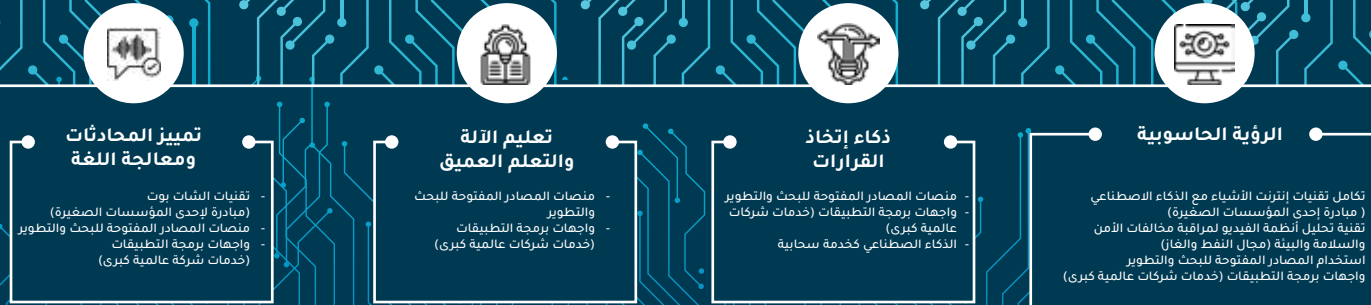 الرؤية الحاسوبية
تكامل تقنيات إنترنت الأشياء مع الذكاء الاصطناعي
( مبادرة إحدى المؤسسات الصغيرة)
تقنية تحليل أنظمة الفيديو لمراقبة مخالفات الأمن
والسلامة والبيئة (مجال النفط والغاز)
استخدام المصادر المفتوحة للبحث والتطوير
واجهات برمجة التطبيقات (خدمات شركات عالمية كبرى)
ذكاء إتخاذ
القرارات
- منصات المصادر المفتوحة للبحث والتطوير
- واجهات برمجة التطبيقات (خدمات شركات
عالمية كبرى)
- الذكاء الصطناعي كخدمة سحابية
تعليم الآلة
والتعلم العميق
- منصات المصادر المفتوحة للبحث
والتطوير
- واجهات برمجة التطبيقات
(خدمات شركات عالمية كبرى)
تمييز المحادثات
ومعالجة اللغة
- تقنيات الشات بوت
(مبادرة لإحدى المؤسسات الصغيرة)
- منصات المصادر المفتوحة للبحث والتطوير
- واجهات برمجة التطبيقات
(خدمات شركة عالمية كبرى)